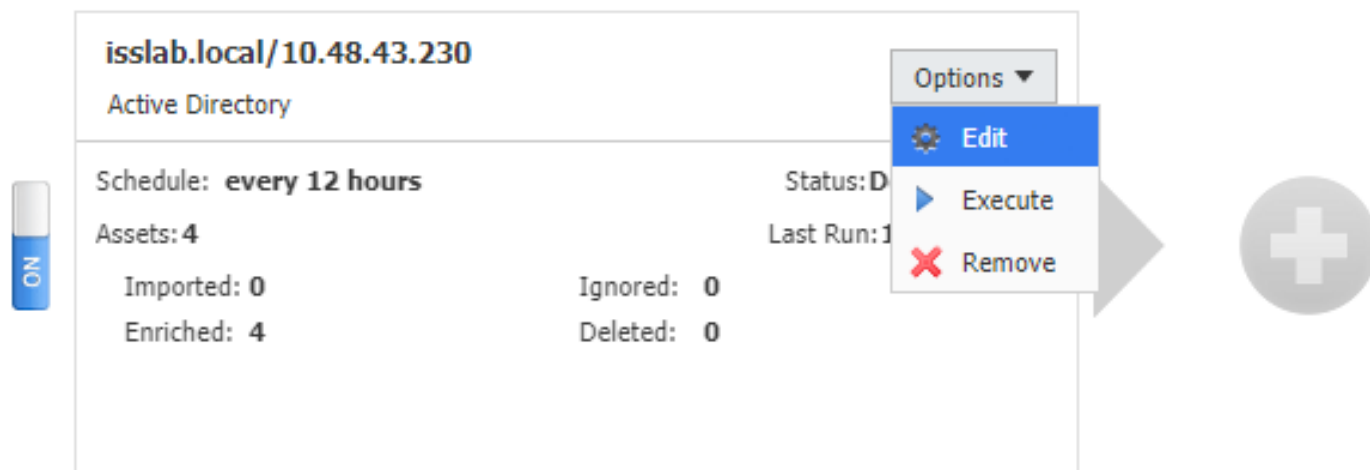 isslab.local/10.48.43.230
Options
Active Directory
Edit
Schedule: every 12 hours
Status:
Execute
Assets: 4
Last Run:
Remove
Imported: 0 Ignored: 0
Enriched: 4 Deleted: 0
ON